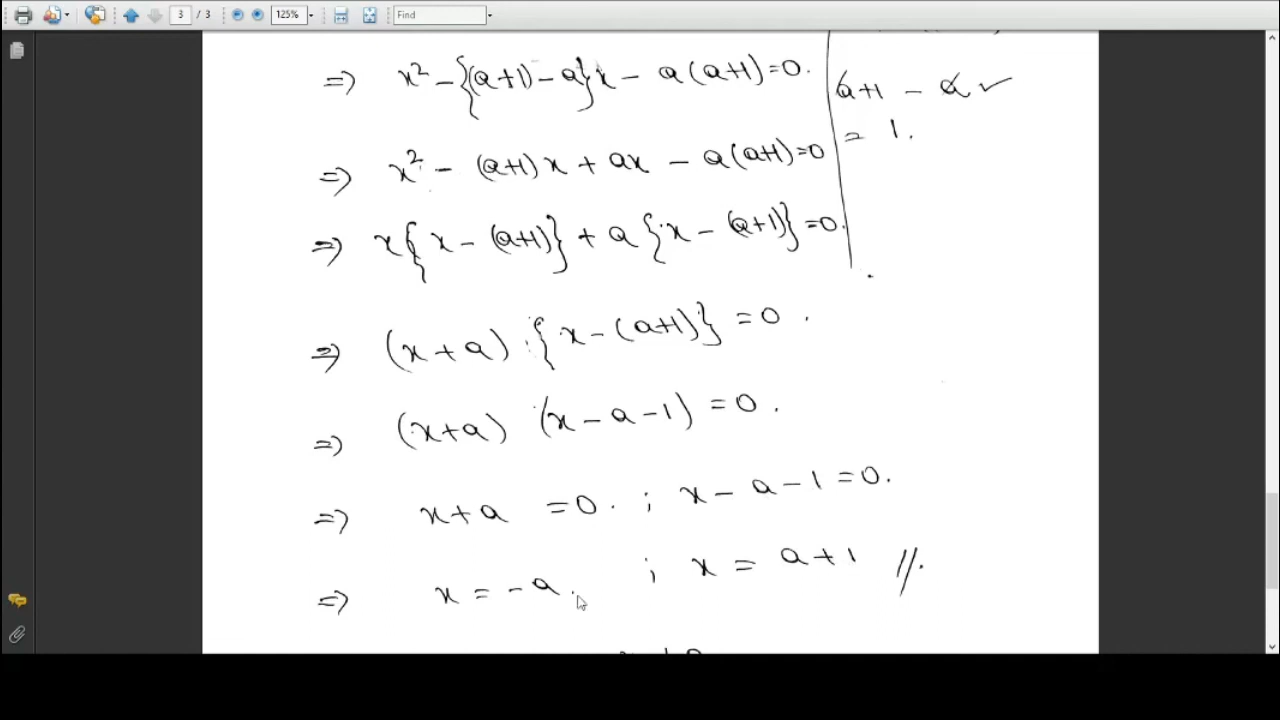 3 / 3 125% Find
⇒ x² - {(a+1) - a}x - a(a+1)=0.
a+1 - a ✓
= 1.
⇒ x² - (a+1)x + ax - a(a+1)=0
⇒ x{x - (a+1)} + a{x - (a+1)}=0.
⇒ (x+a) . {x-(a+1)} =0 .
⇒ (x+a) (x-a-1) =0 .
⇒ x+a =0. ; x-a-1=0.
⇒ x = -a . ; x = a+1 //.